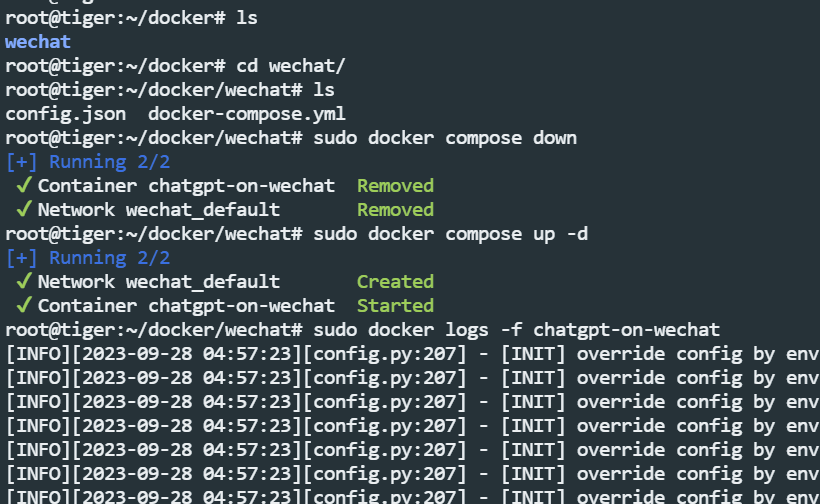 root@tiger:~/docker# ls
wechat
root@tiger:~/docker# cd wechat/
root@tiger:~/docker/wechat# ls
config.json  docker-compose.yml
root@tiger:~/docker/wechat# sudo docker compose down
[+] Running 2/2
 ✔ Container chatgpt-on-wechat  Removed
 ✔ Network wechat_default       Removed
root@tiger:~/docker/wechat# sudo docker compose up -d
[+] Running 2/2
 ✔ Network wechat_default       Created
 ✔ Container chatgpt-on-wechat  Started
root@tiger:~/docker/wechat# sudo docker logs -f chatgpt-on-wechat
[INFO][2023-09-28 04:57:23][config.py:207] - [INIT] override config by env
[INFO][2023-09-28 04:57:23][config.py:207] - [INIT] override config by env
[INFO][2023-09-28 04:57:23][config.py:207] - [INIT] override config by env
[INFO][2023-09-28 04:57:23][config.py:207] - [INIT] override config by env
[INFO][2023-09-28 04:57:23][config.py:207] - [INIT] override config by env
[INFO][2023-09-28 04:57:23][config.py:207] - [INIT] override config by env
[INFO][2023-09-28 04:57:23][config.py:207] - [INIT] override config by env